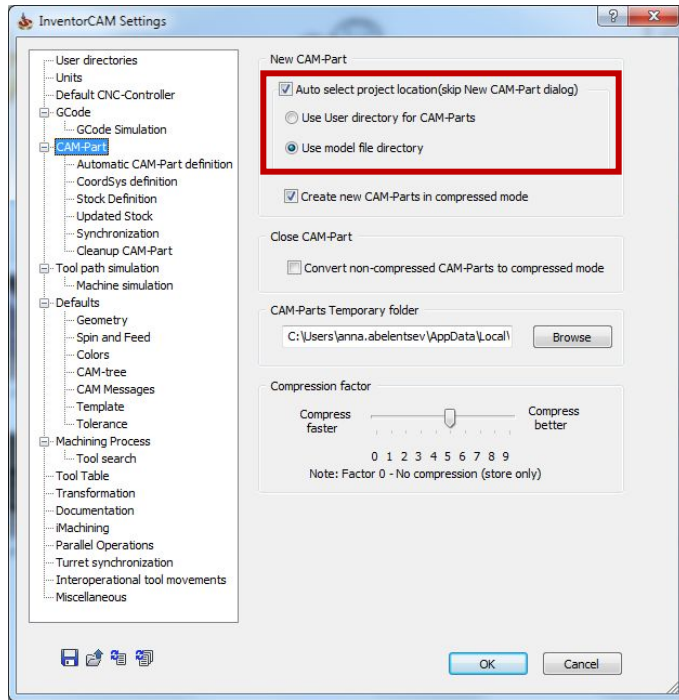 InventorCAM Settings
User directories
Units
Default CNC-Controller
GCode
GCode Simulation
CAM-Part
Automatic CAM-Part definition
CoordSys definition
Stock Definition
Updated Stock
Synchronization
Cleanup CAM-Part
Tool path simulation
Machine simulation
Defaults
Geometry
Spin and Feed
Colors
CAM-tree
CAM Messages
Template
Tolerance
Machining Process
Tool search
Tool Table
Transformation
Documentation
iMachining
Parallel Operations
Turret synchronization
Interoperational tool movements
Miscellaneous
New CAM-Part
Auto select project location(skip New CAM-Part dialog)
Use User directory for CAM-Parts
Use model file directory
Create new CAM-Parts in compressed mode
Close CAM-Part
Convert non-compressed CAM-Parts to compressed mode
CAM-Parts Temporary folder
C:\Users\anna.abelentsev\AppData\Local\
Browse
Compression factor
Compress
faster
Compress
better
0 1 2 3 4 5 6 7 8 9
Note: Factor 0 - No compression (store only)
OK
Cancel